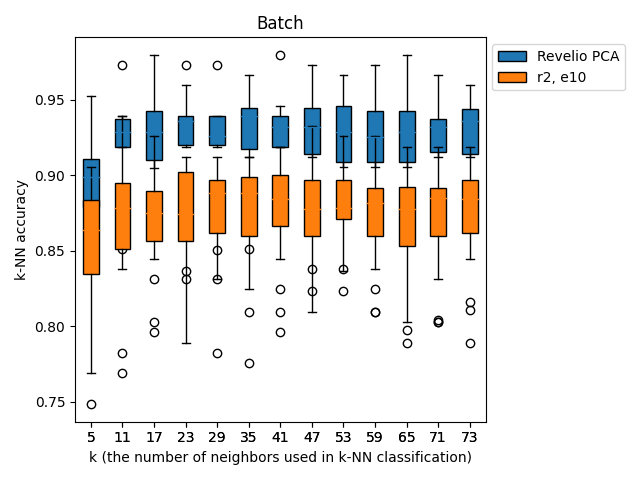 Batch
Revelio PCA
r2, e10
k-NN accuracy
0.95
0.90
0.85
0.80
0.75
5 11 17 23 29 35 41 47 53 59 65 71 73
k (the number of neighbors used in k-NN classification)